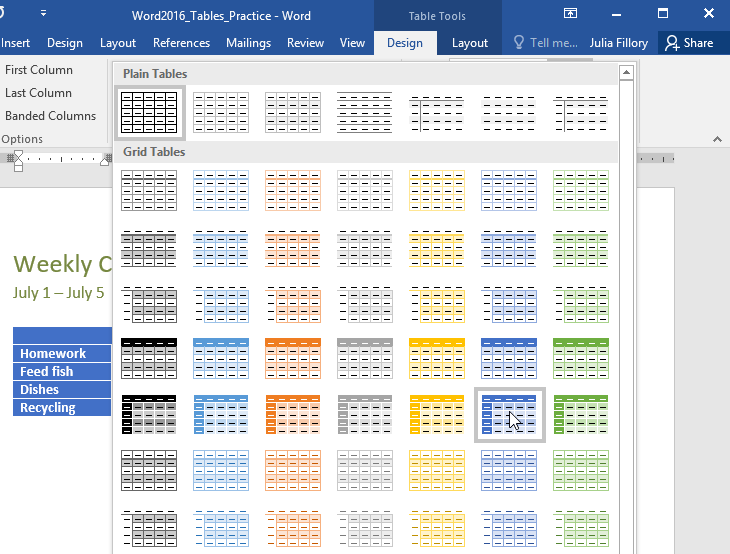 Word2016_Tables_Practice - Word
Table Tools
Insert Design Layout References Mailings Review View Design Layout Tell me... Julia Fillory Share
First Column
Last Column
Banded Columns
Options
Plain Tables
Grid Tables
Weekly C
July 1 – July 5
Homework
Feed fish
Dishes
Recycling